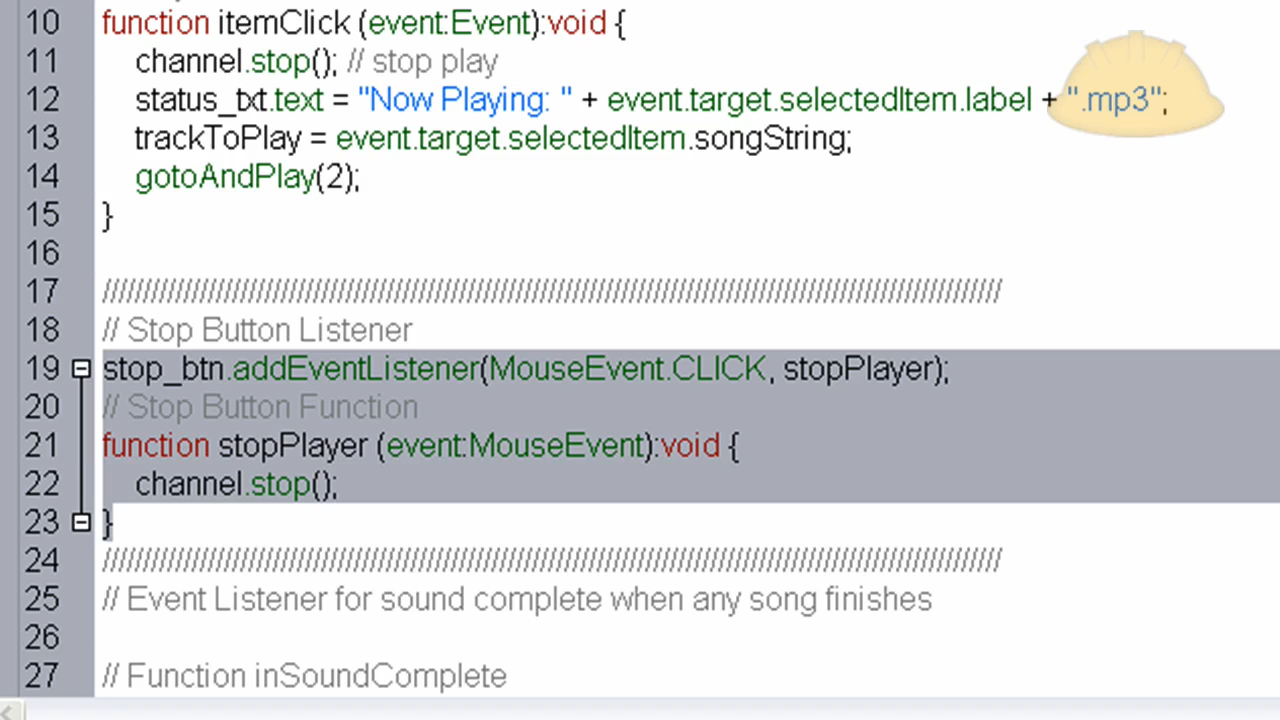 10 function itemClick (event:Event):void {
11 channel.stop(); // stop play
12 status_txt.text = "Now Playing: " + event.target.selectedItem.label + ".mp3";
13 trackToPlay = event.target.selectedItem.songString;
14 gotoAndPlay(2);
15 }
16
17 ////////////////////////////////////////////////////////////////////////////////////////////////////
18 // Stop Button Listener
19 stop_btn.addEventListener(MouseEvent.CLICK, stopPlayer);
20 // Stop Button Function
21 function stopPlayer (event:MouseEvent):void {
22 channel.stop();
23 }
24 ////////////////////////////////////////////////////////////////////////////////////////////////////
25 // Event Listener for sound complete when any song finishes
26
27 // Function inSoundComplete